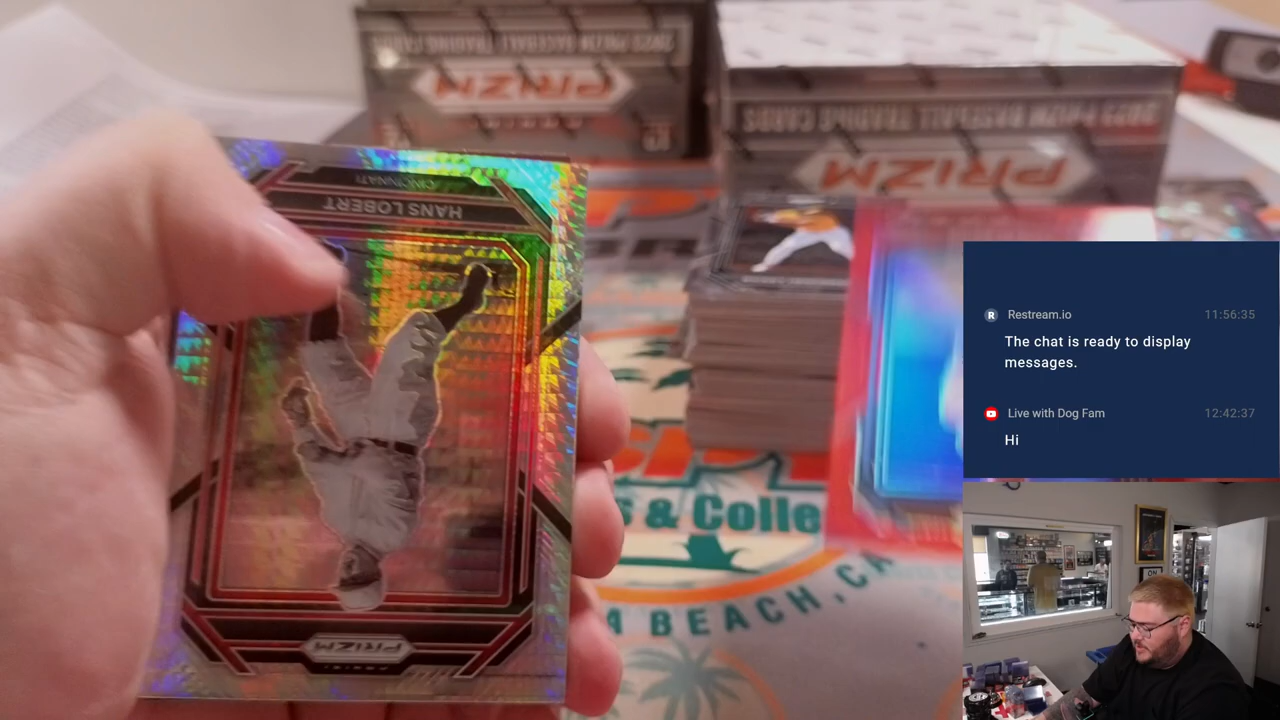 2023 PRIZM BASEBALL TRADING CARDS
PRIZM
2023 PRIZM BASEBALL TRADING CARDS
PRIZM
CINCINNATI
HANS LOBERT
PRIZM
PANINI
s & Colle
A BEACH, CA
Restream.io 11:56:35
The chat is ready to display
messages.
Live with Dog Fam 12:42:37
Hi
ON